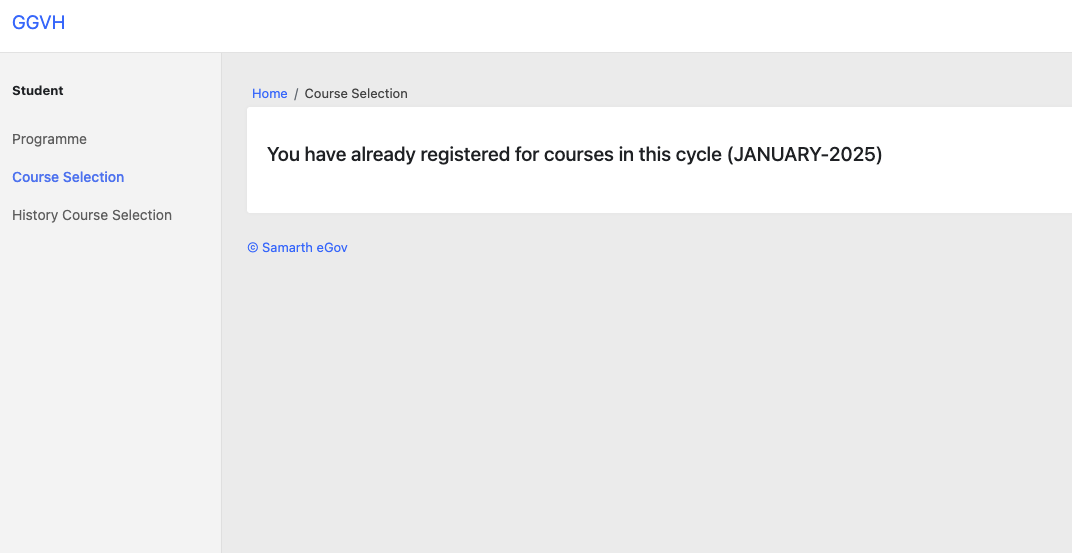 GGVH
Student
Programme
Course Selection
History Course Selection
Home / Course Selection
You have already registered for courses in this cycle (JANUARY-2025)
© Samarth eGov